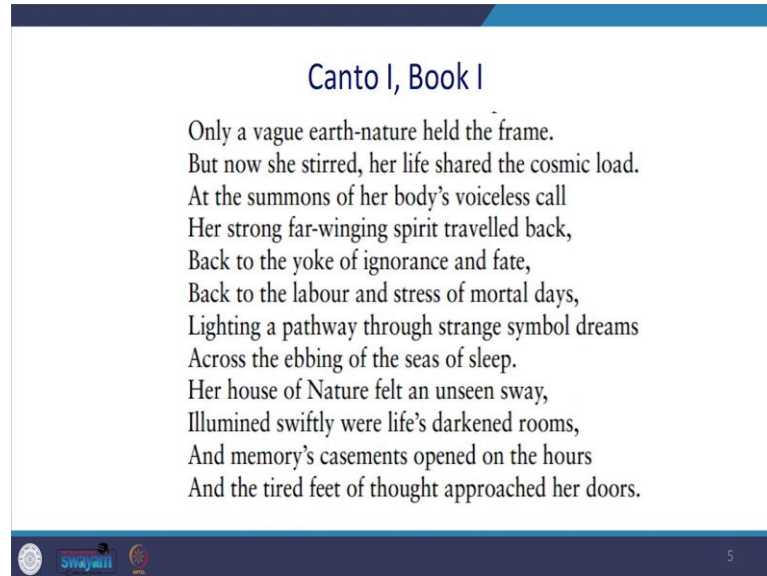 Canto I, Book I
Only a vague earth-nature held the frame.
But now she stirred, her life shared the cosmic load.
At the summons of her body's voiceless call
Her strong far-winging spirit travelled back,
Back to the yoke of ignorance and fate,
Back to the labour and stress of mortal days,
Lighting a pathway through strange symbol dreams
Across the ebbing of the seas of sleep.
Her house of Nature felt an unseen sway,
Illumined swiftly were life's darkened rooms,
And memory's casements opened on the hours
And the tired feet of thought approached her doors.
swayam
5